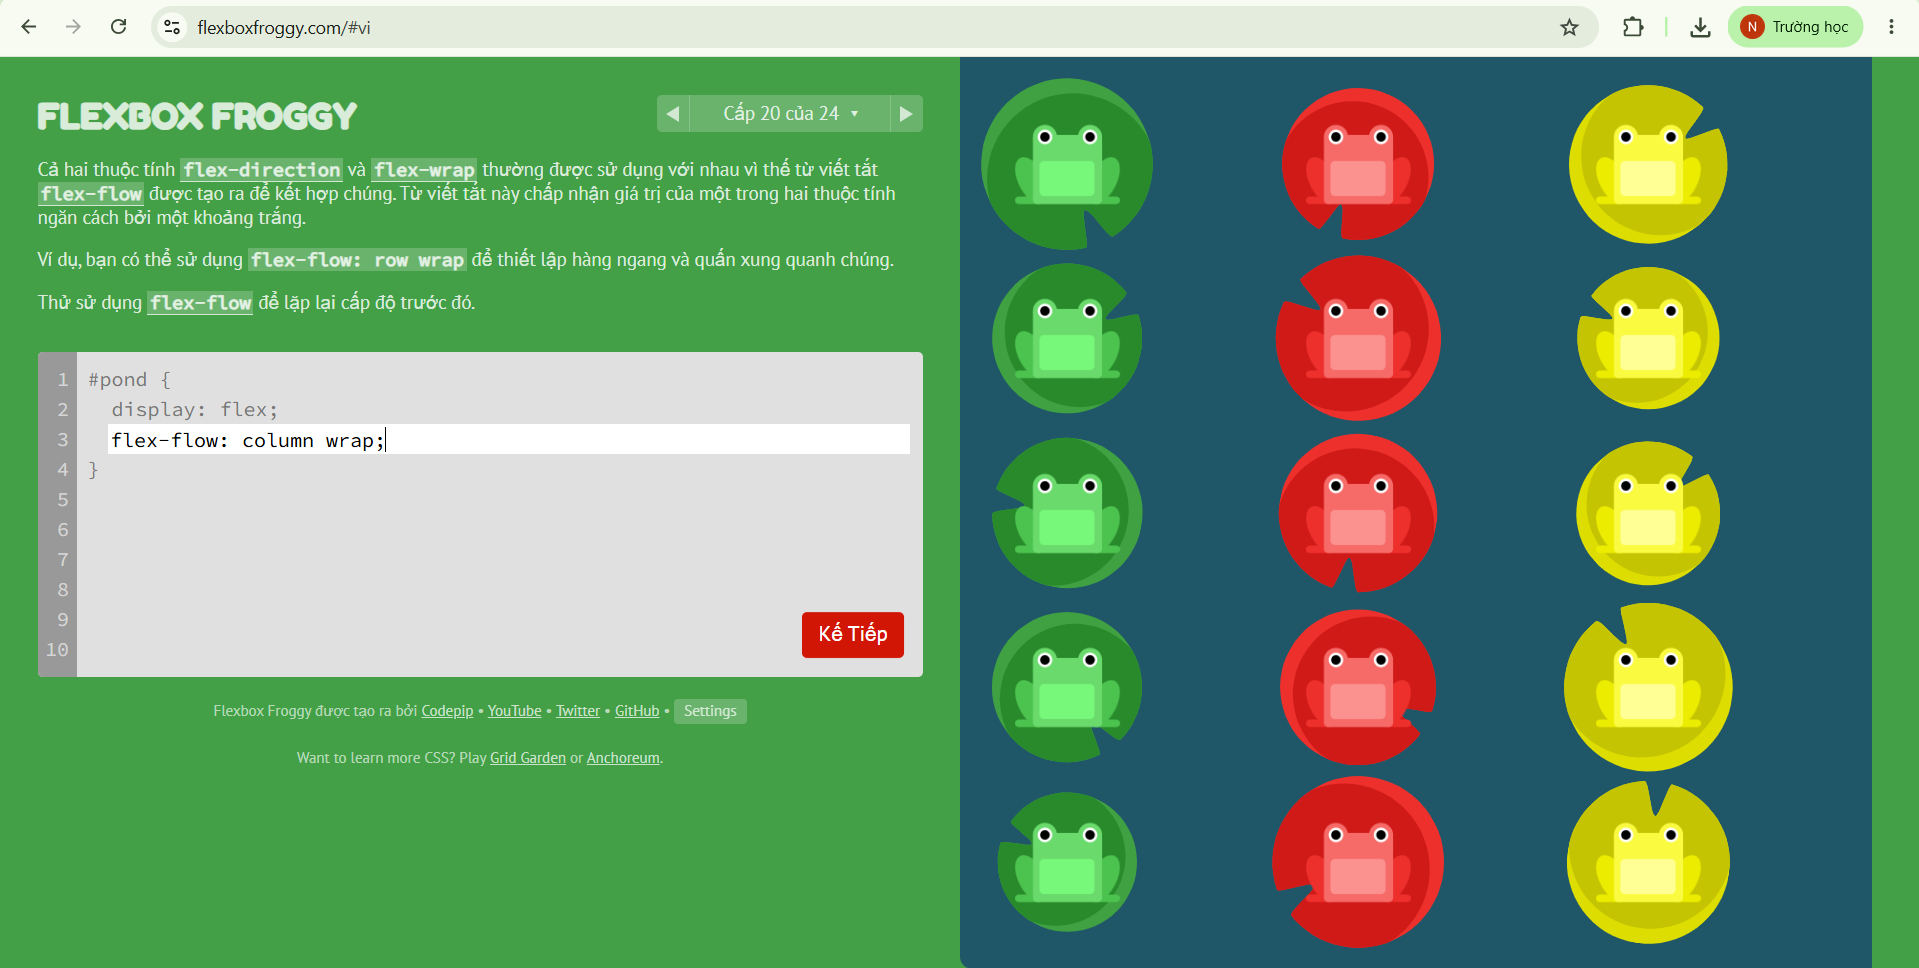 flexboxfroggy.com/#vi
N Trường học
FLEXBOX FROGGY
Cấp 20 của 24
Cả hai thuộc tính flex-direction và flex-wrap thường được sử dụng với nhau vì thế từ viết tắt
flex-flow được tạo ra để kết hợp chúng. Từ viết tắt này chấp nhận giá trị của một trong hai thuộc tính
ngăn cách bởi một khoảng trắng.
Ví dụ, bạn có thể sử dụng flex-flow: row wrap để thiết lập hàng ngang và quấn xung quanh chúng.
Thử sử dụng flex-flow để lặp lại cấp độ trước đó.
1 #pond {
2 display: flex;
3 flex-flow: column wrap;
4 }
5
6
7
8
9
10
Kế Tiếp
Flexbox Froggy được tạo ra bởi Codepip • YouTube • Twitter • GitHub • Settings
Want to learn more CSS? Play Grid Garden or Anchoreum.